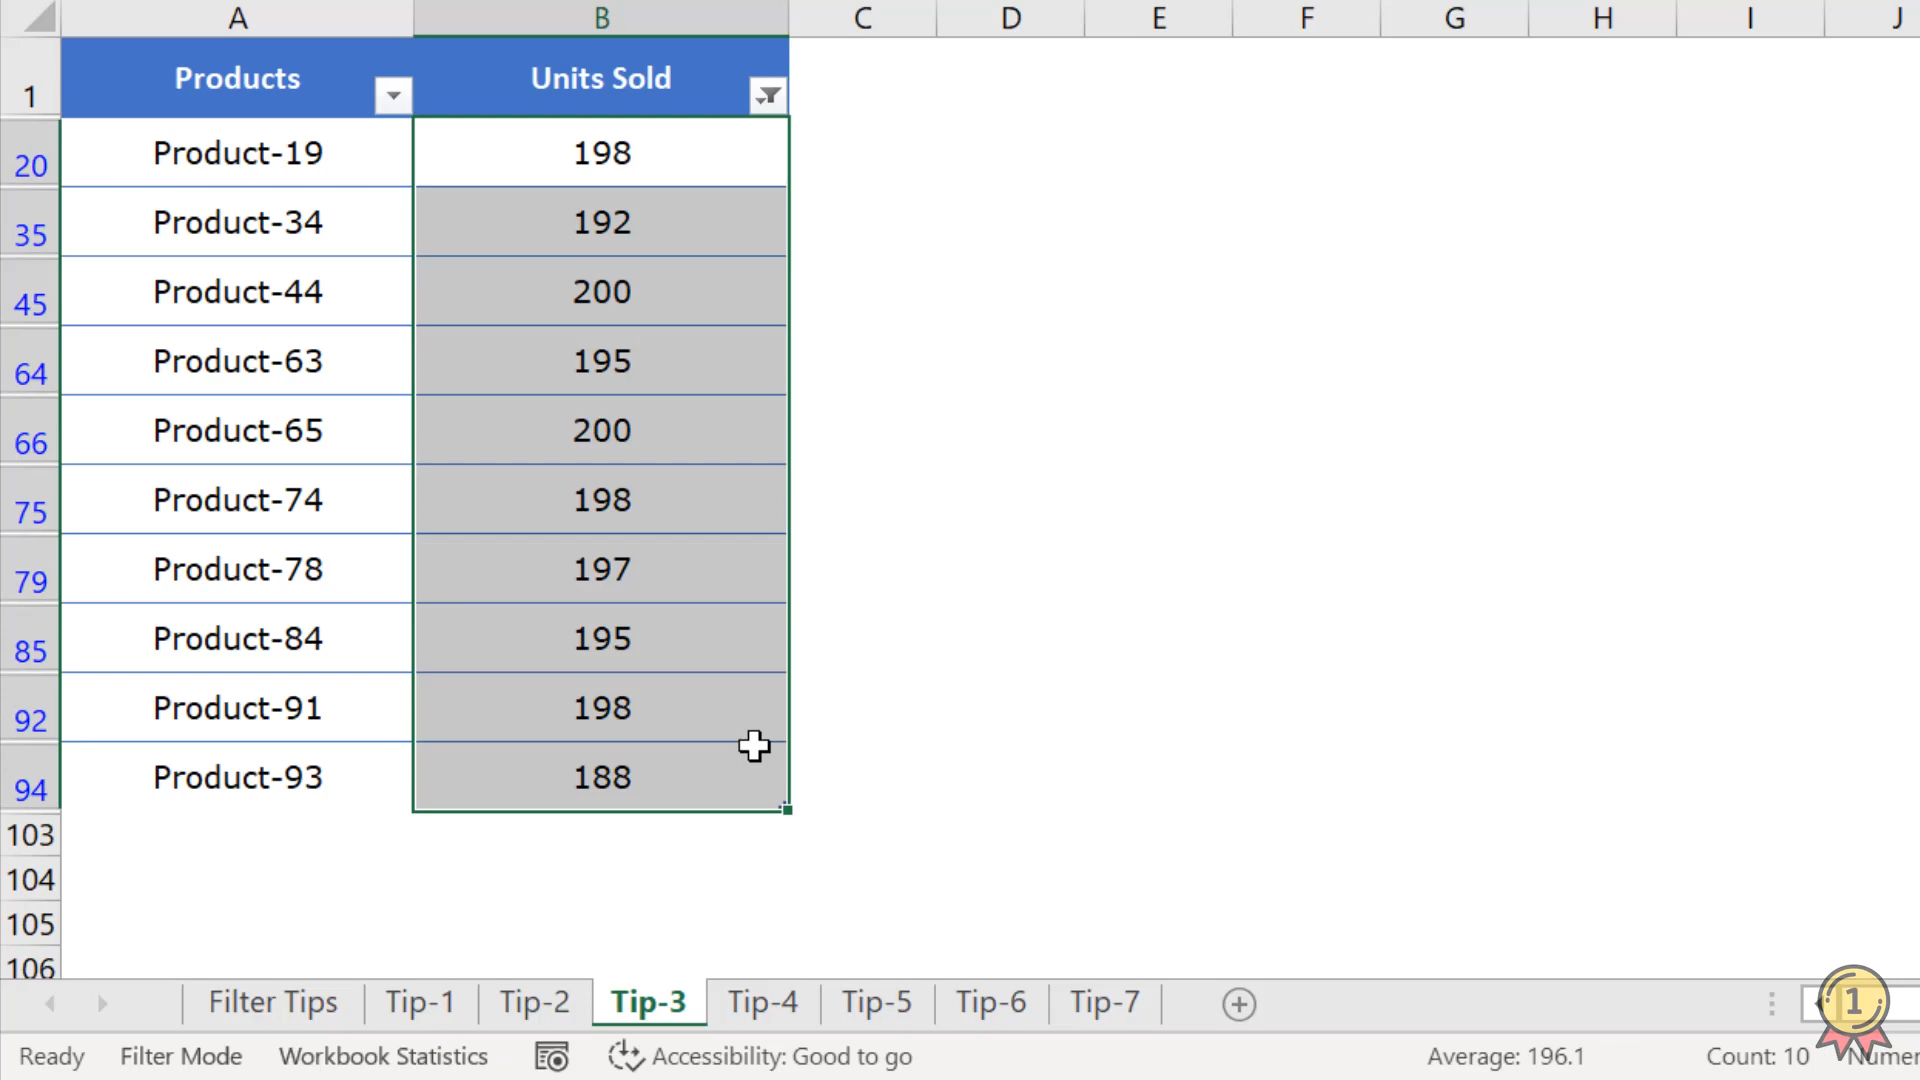 A B C D E F G H I J
1 Products Units Sold
20 Product-19 198
35 Product-34 192
45 Product-44 200
64 Product-63 195
66 Product-65 200
75 Product-74 198
79 Product-78 197
85 Product-84 195
92 Product-91 198
94 Product-93 188
103
104
105
106
Filter Tips Tip-1 Tip-2 Tip-3 Tip-4 Tip-5 Tip-6 Tip-7 1
Ready Filter Mode Workbook Statistics Accessibility: Good to go Average: 196.1 Count: 10 Numer